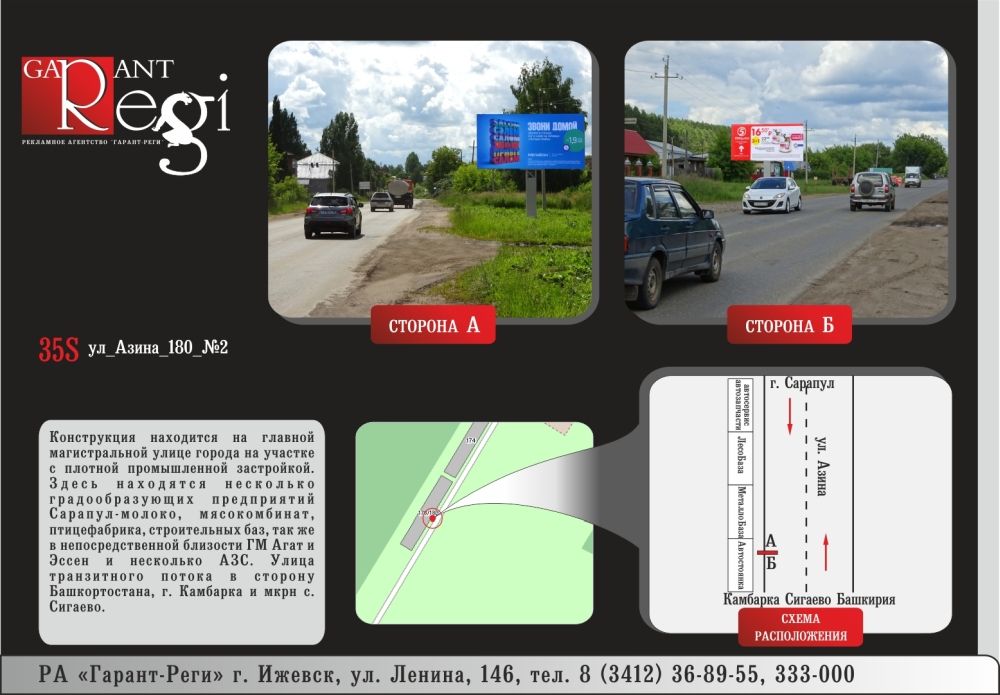 GARANT
Regi
РЕКЛАМНОЕ АГЕНТСТВО "ГАРАНТ-РЕГИ"
ЗВОНИ ДОМОЙ
СТОРОНА А
СТОРОНА Б
35S ул_Азина_180_№2
Конструкция находится на главной
магистральной улице города на участке
с плотной промышленной застройкой.
Здесь находятся несколько
градообразующих предприятий
Сарапул-молоко, мясокомбинат,
птицефабрика, строительных баз, так же
в непосредственной близости ГМ Агат и
Эссен и несколько АЗС. Улица
транзитного потока в сторону
Башкортостана, г. Камбарка и мкрн с.
Сигаево.
174
г. Сарапул
автосервис
автозапчасти
ЛесоБаза
МеталлоБаза
Автостоянка
ул. Азина
А
Б
Камбарка Сигаево Башкирия
СХЕМА
РАСПОЛОЖЕНИЯ
РА «Гарант-Реги» г. Ижевск, ул. Ленина, 146, тел. 8 (3412) 36-89-55, 333-000